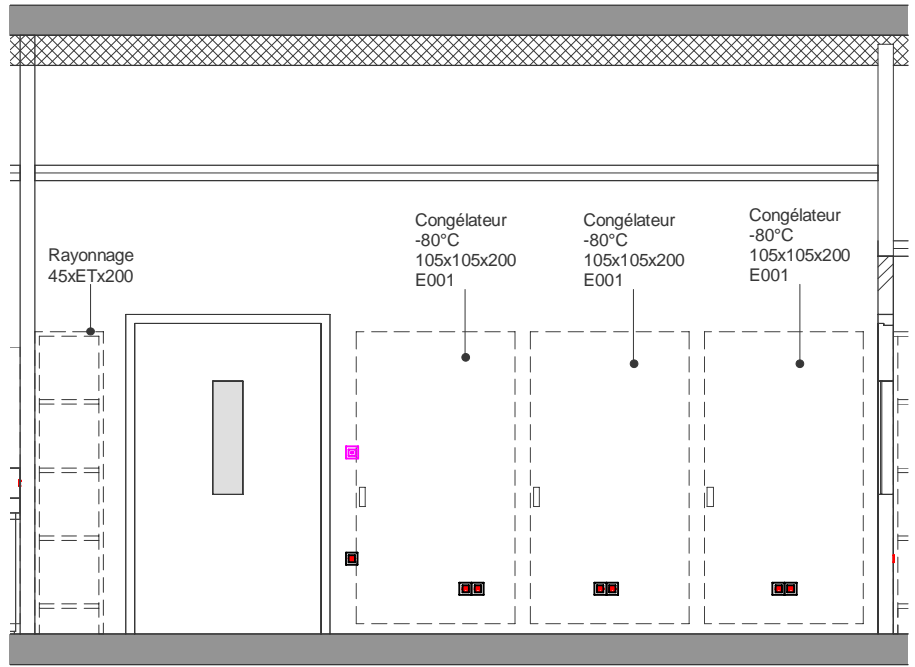 Rayonnage
45xETx200
Congélateur
-80°C
105x105x200
E001
Congélateur
-80°C
105x105x200
E001
Congélateur
-80°C
105x105x200
E001